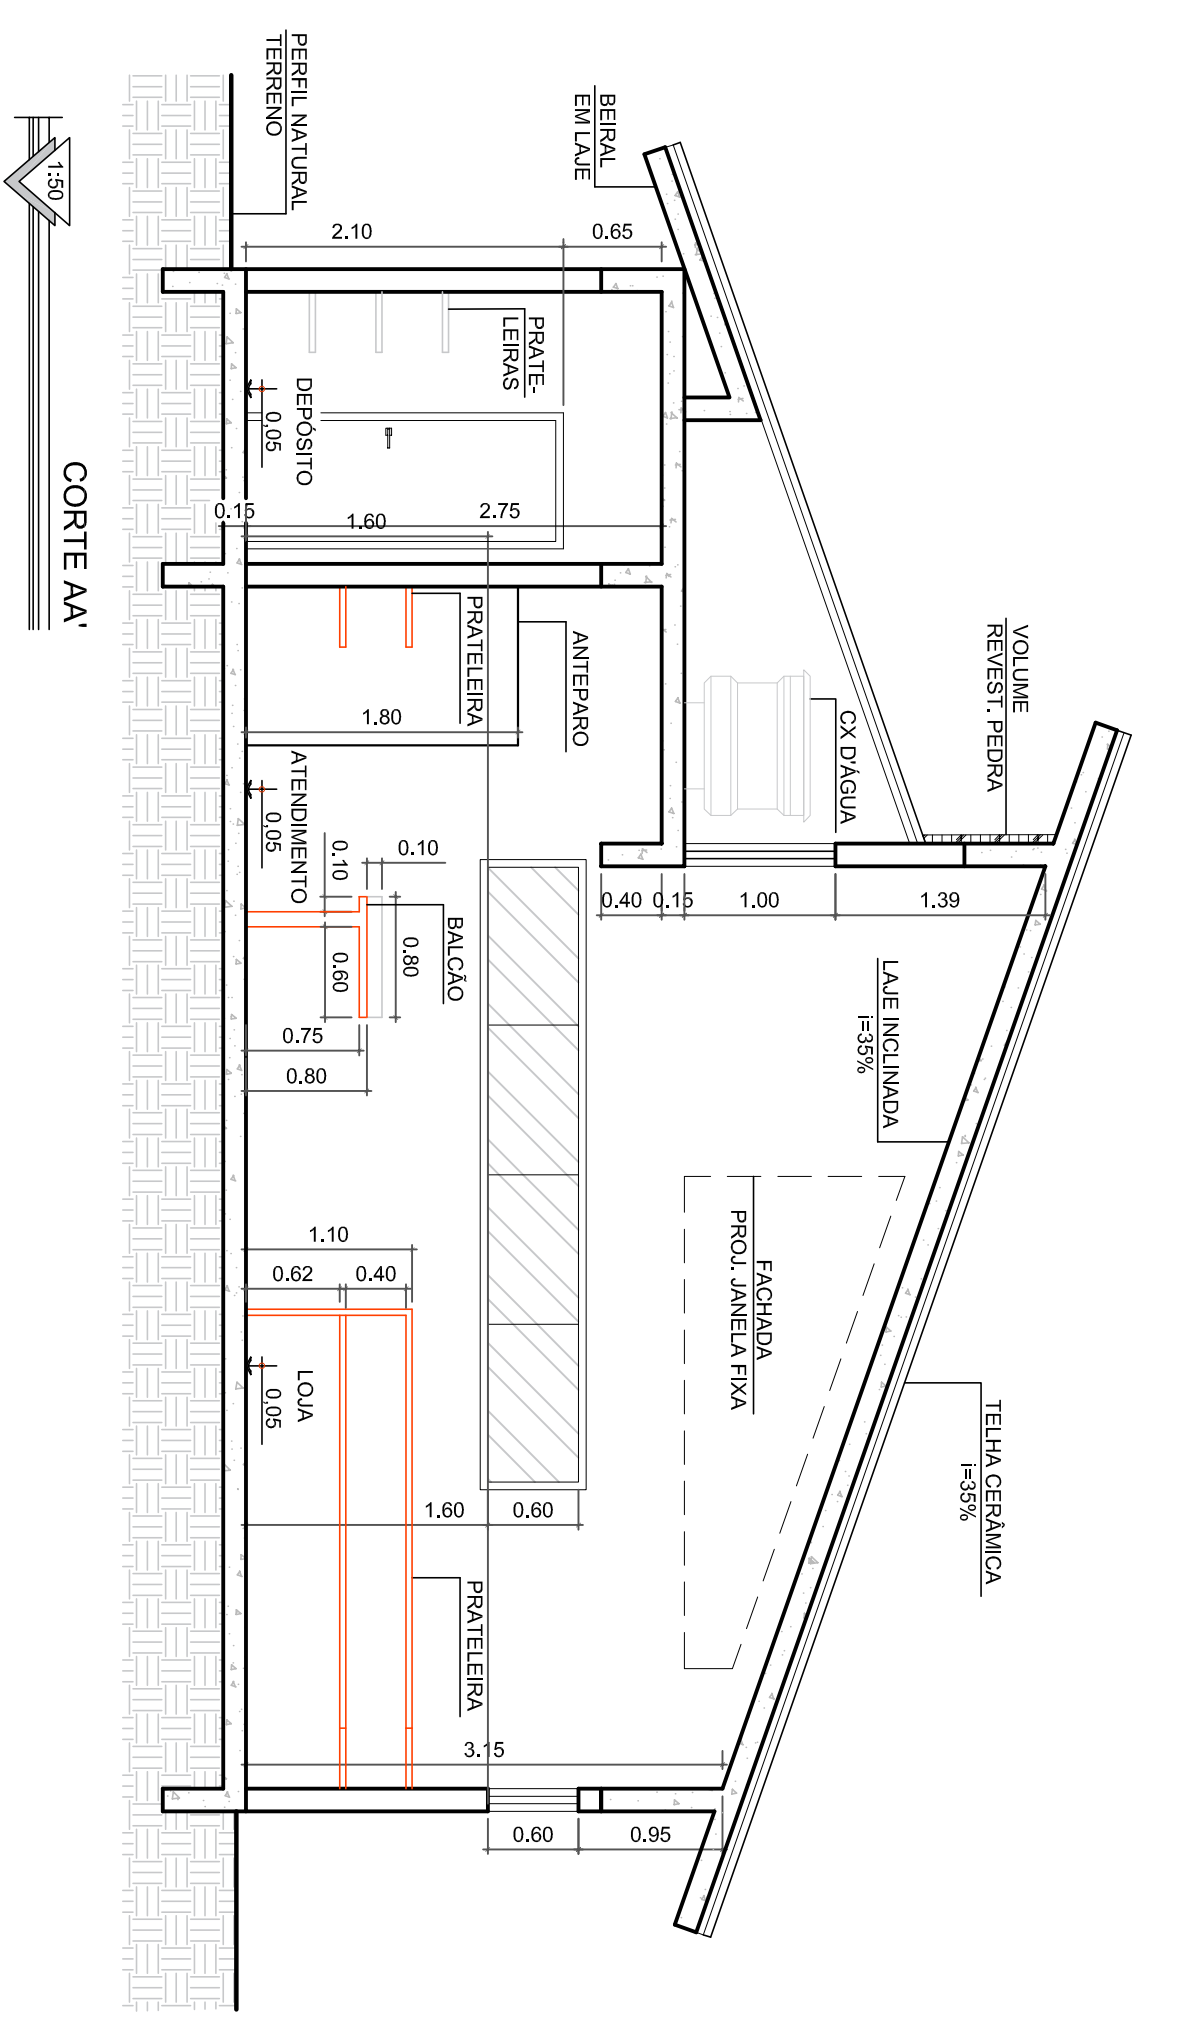 PERFIL NATURAL
TERRENO
BEIRAL
EM LAJE
2.10
0.65
PRATE-
LEIRAS
DEPÓSITO
0,05
0.15
1.60
2.75
PRATELEIRA
ANTEPARO
1.80
CX D'ÁGUA
VOLUME
REVEST. PEDRA
ATENDIMENTO
0,05
0.10
0.10
BALCÃO
0.80
0.60
0.75
0.80
0.40
0.15
1.00
1.39
LAJE INCLINADA
i=35%
FACHADA
PROJ. JANELA FIXA
TELHA CERÂMICA
i=35%
1.10
0.62
0.40
LOJA
0,05
1.60
0.60
PRATELEIRA
3.15
0.60
0.95
1:50
CORTE AA'